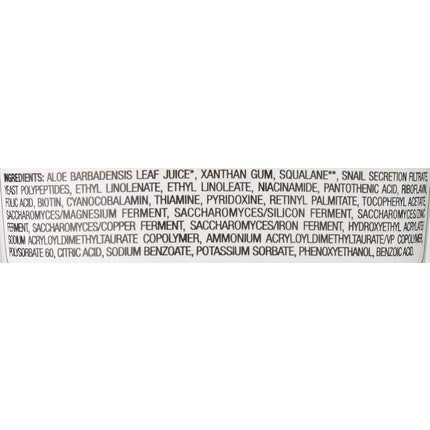 INGREDIENTS: ALOE BARBADENSIS LEAF JUICE*, XANTHAN GUM, SQUALANE**, SNAIL SECRETION FILTRATE,
YEAST POLYPEPTIDES, ETHYL LINOLENATE, ETHYL LINOLEATE, NIACINAMIDE, PANTOTHENIC ACID, RIBOFLAVIN,
FOLIC ACID, BIOTIN, CYANOCOBALAMIN, THIAMINE, PYRIDOXINE, RETINYL PALMITATE, TOCOPHERYL ACETATE,
SACCHAROMYCES/MAGNESIUM FERMENT, SACCHAROMYCES/SILICON FERMENT, SACCHAROMYCES/ZINC
FERMENT, SACCHAROMYCES/COPPER FERMENT, SACCHAROMYCES/IRON FERMENT, HYDROXYETHYL ACRYLATE/
SODIUM ACRYLOYLDIMETHYLTAURATE COPOLYMER, AMMONIUM ACRYLOYLDIMETHYLTAURATE/VP COPOLYMER,
POLYSORBATE 60, CITRIC ACID, SODIUM BENZOATE, POTASSIUM SORBATE, PHENOXYETHANOL, BENZOIC ACID.